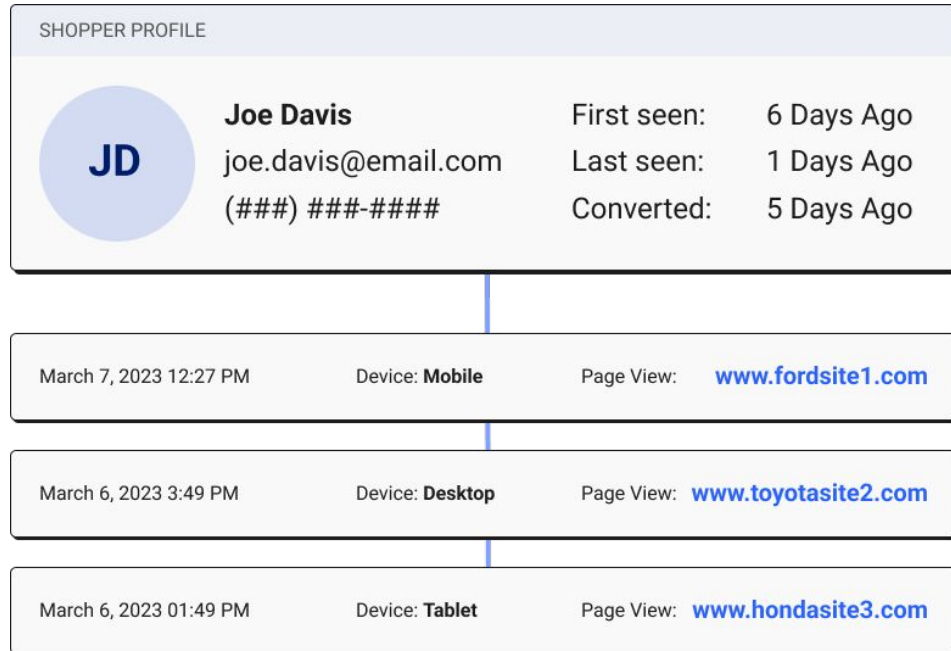 SHOPPER PROFILE
JD
Joe Davis First seen: 6 Days Ago
joe.davis@email.com Last seen: 1 Days Ago
(###) ###-#### Converted: 5 Days Ago
March 7, 2023 12:27 PM Device: Mobile Page View: www.fordsite1.com
March 6, 2023 3:49 PM Device: Desktop Page View: www.toyotasite2.com
March 6, 2023 01:49 PM Device: Tablet Page View: www.hondasite3.com